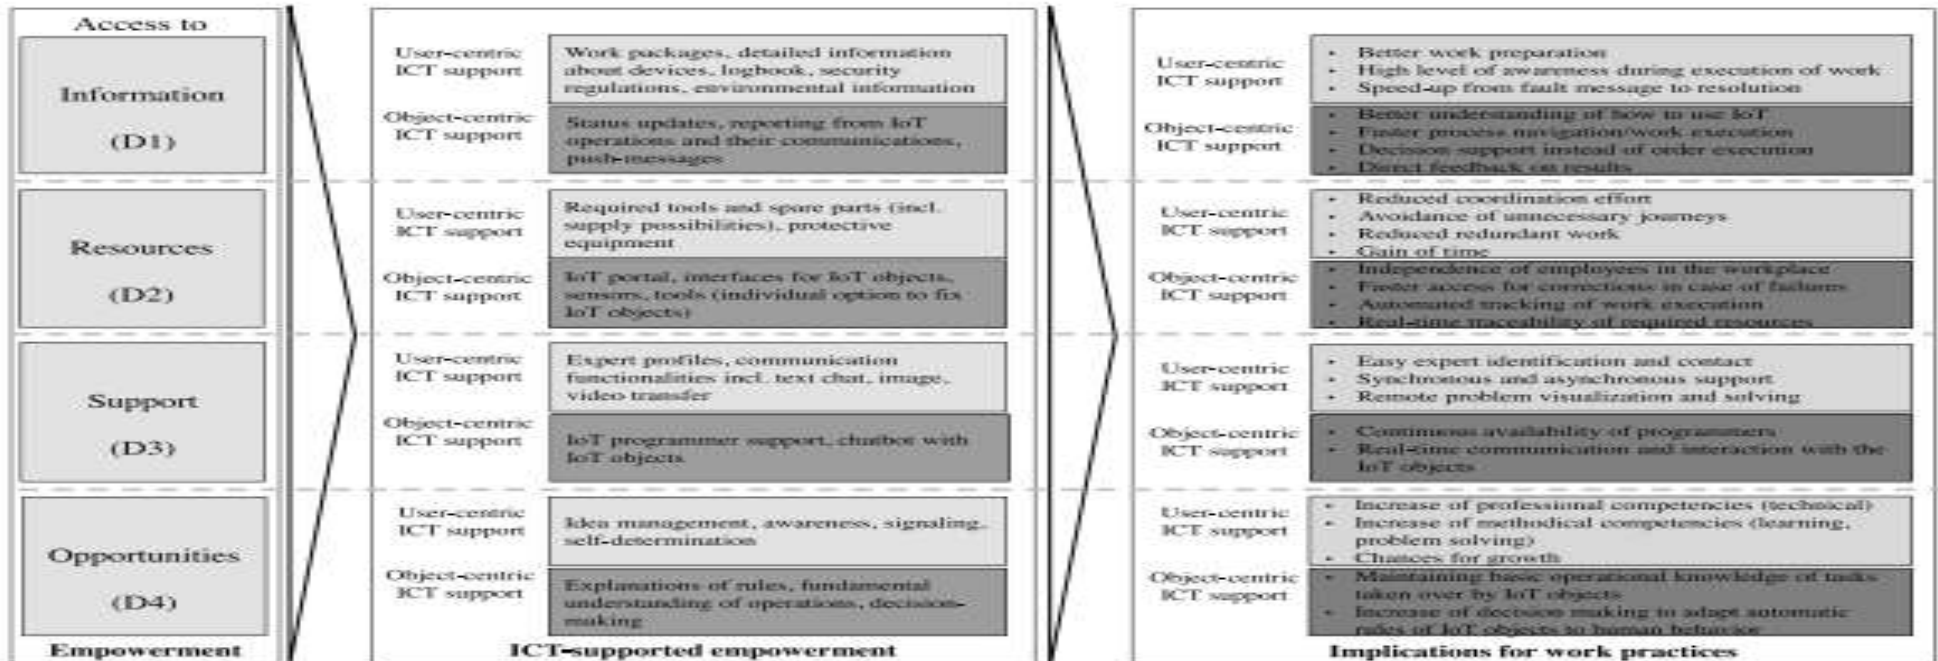 Access to
Information
(D1)
Resources
(D2)
Support
(D3)
Opportunities
(D4)
Empowerment
User-centric
ICT support
Work packages, detailed information
about devices, logbook, security
regulations, environmental information
Object-centric
ICT support
Status updates, reporting from IoT
operations and their communications,
push-messages
User-centric
ICT support
Required tools and spare parts (incl.
supply possibilities), protective
equipment
Object-centric
ICT support
IoT portal, interfaces for IoT objects,
sensors, tools (individual option to fix
IoT objects)
User-centric
ICT support
Expert profiles, communication
functionalities incl. text chat, image,
video transfer
Object-centric
ICT support
IoT programmer support, chatbot with
IoT objects
User-centric
ICT support
Idea management, awareness, signaling,
self-determination
Object-centric
ICT support
Explanations of rules, fundamental
understanding of operations, decision-
making
ICT-supported empowerment
User-centric
ICT support
• Better work preparation
• High level of awareness during execution of work
• Speed-up from fault message to resolution
Object-centric
ICT support
• Better understanding of how to use IoT
• Faster process navigation/work execution
• Decision support instead of order execution
• Direct feedback on results
User-centric
ICT support
• Reduced coordination effort
• Avoidance of unnecessary journeys
• Reduced redundant work
• Gain of time
Object-centric
ICT support
• Independence of employees in the workplace
• Faster access for corrections in case of failures
• Automated tracking of work execution
• Real-time traceability of required resources
User-centric
ICT support
• Easy expert identification and contact
• Synchronous and asynchronous support
• Remote problem visualization and solving
Object-centric
ICT support
• Continuous availability of programmers
• Real-time communication and interaction with the
IoT objects
User-centric
ICT support
• Increase of professional competencies (technical)
• Increase of methodical competencies (learning,
problem solving)
• Chances for growth
Object-centric
ICT support
• Maintaining basic operational knowledge of tasks
taken over by IoT objects
• Increase of decision making to adapt automatic
rules of IoT objects to human behavior
Implications for work practices